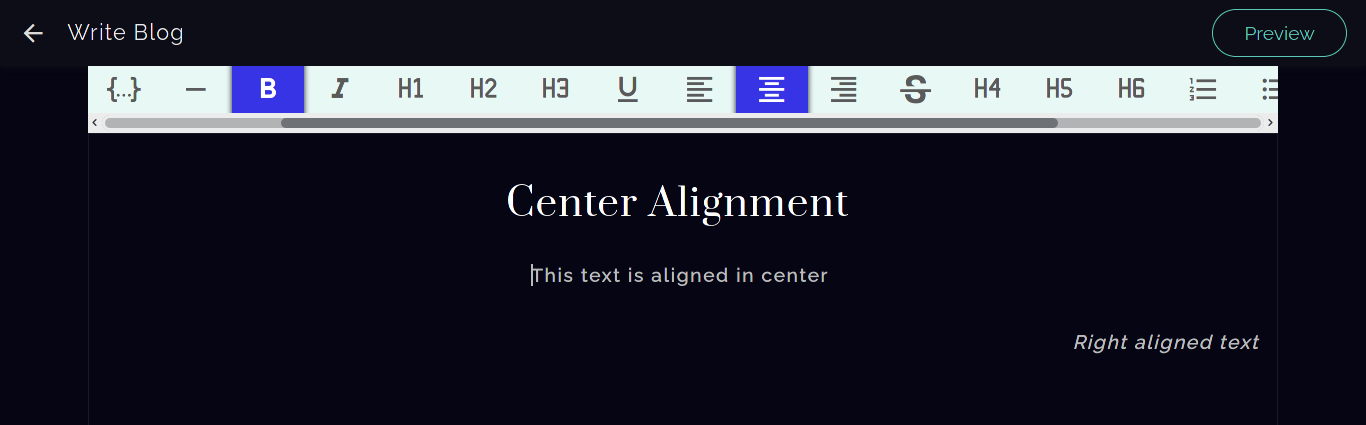 Write Blog
Preview
{...} B I H1 H2 H3 U S H4 H5 H6
Center Alignment
This text is aligned in center
Right aligned text